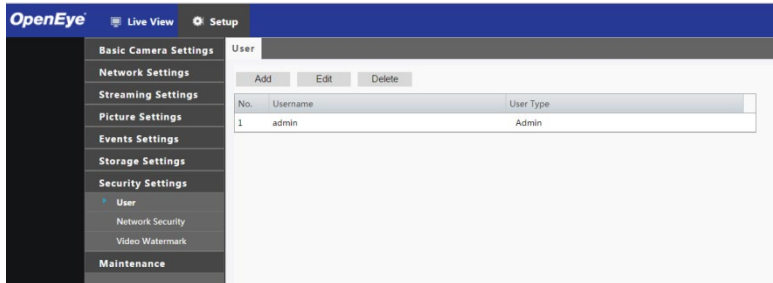 OpenEye Live View Setup
Basic Camera Settings
Network Settings
Streaming Settings
Picture Settings
Events Settings
Storage Settings
Security Settings
User
Network Security
Video Watermark
Maintenance
User
Add Edit Delete
No. Username User Type
1 admin Admin